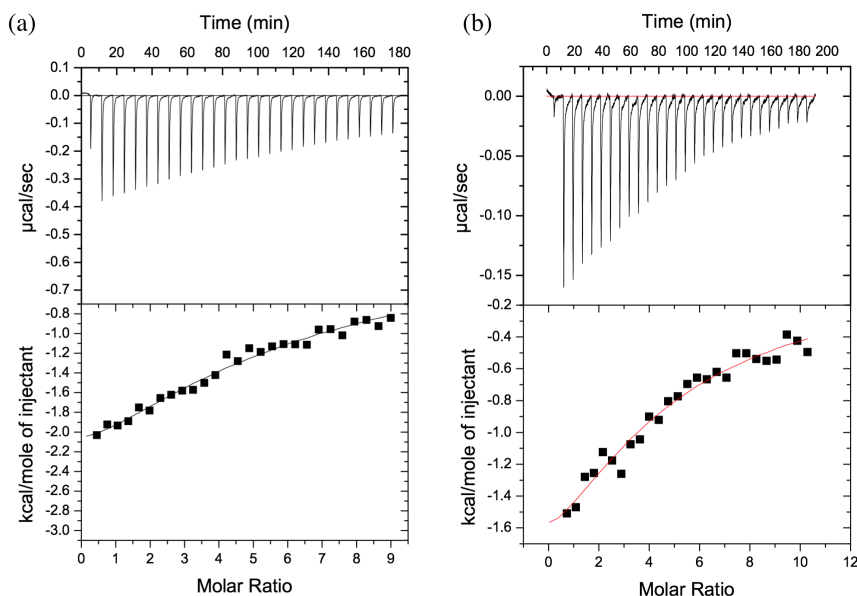 (a)
Time (min)
0 20 40 60 80 100 120 140 160 180
0.1
0.0
-0.1
-0.2
-0.3
-0.4
-0.5
-0.6
-0.7
µcal/sec
-0.8
-1.0
-1.2
-1.4
-1.6
-1.8
-2.0
-2.2
-2.4
-2.6
-2.8
-3.0
kcal/mole of injectant
0 1 2 3 4 5 6 7 8 9
Molar Ratio
(b)
Time (min)
0 20 40 60 80 100 120 140 160 180 200
0.00
-0.05
-0.10
-0.15
-0.2
µcal/sec
-0.4
-0.6
-0.8
-1.0
-1.2
-1.4
-1.6
kcal/mole of injectant
0 2 4 6 8 10 12
Molar Ratio